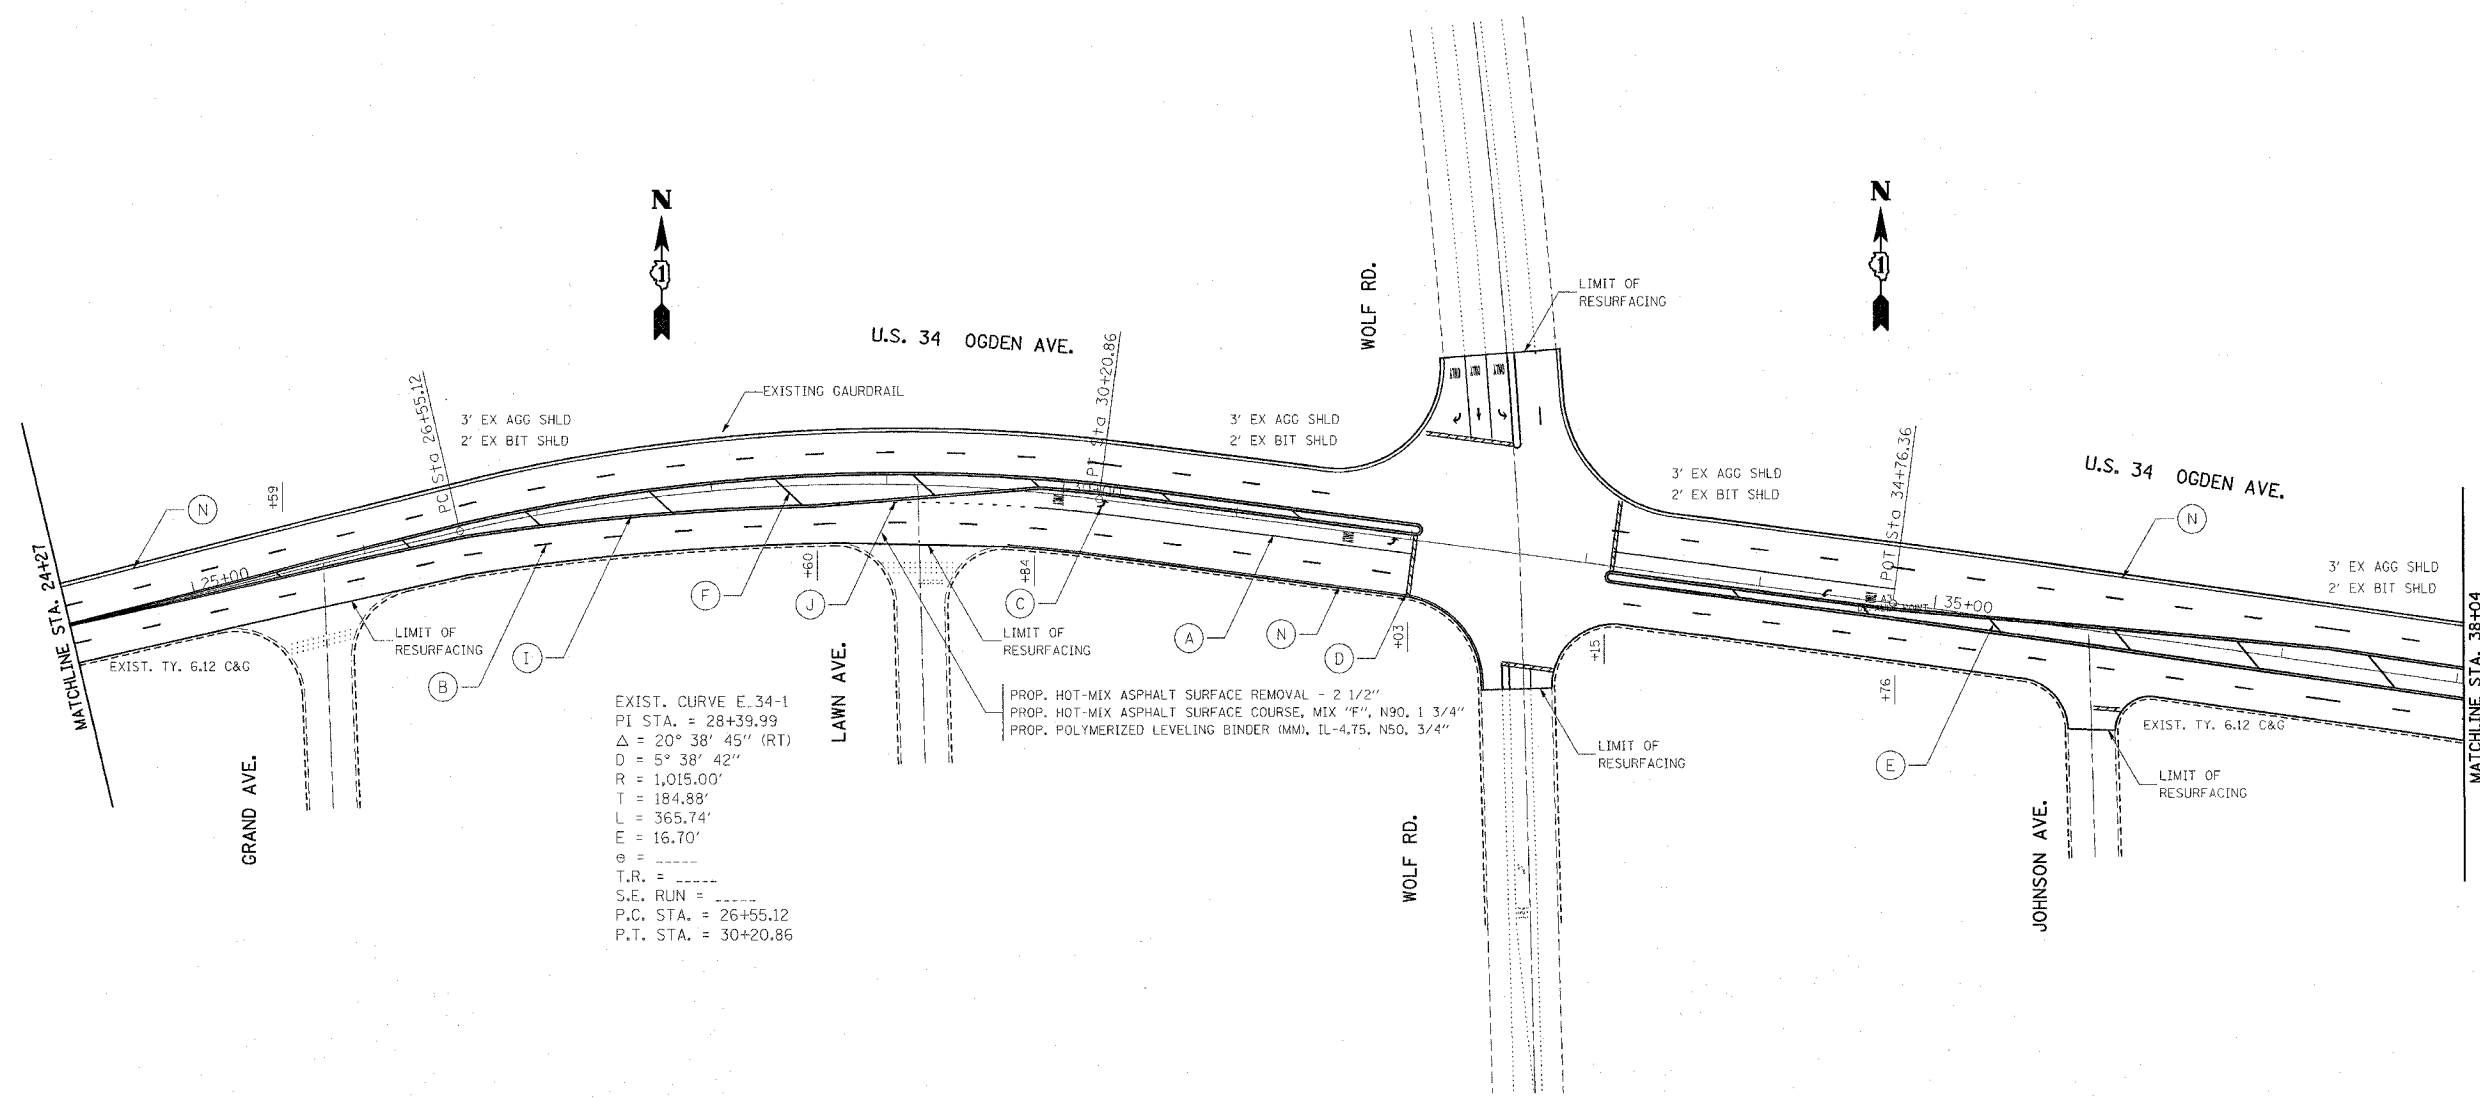 N
1
N
1
WOLF RD.
LIMIT OF
RESURFACING
U.S. 34 OGDEN AVE.
PI Sta 30+20.86
EXISTING GAURDRAIL
PC Sta 26+55.12
3' EX AGG SHLD
2' EX BIT SHLD
3' EX AGG SHLD
2' EX BIT SHLD
ONLY
ONLY
ONLY
3' EX AGG SHLD
2' EX BIT SHLD
POT Sta 34+76.36
U.S. 34 OGDEN AVE.
N
+59
N
3' EX AGG SHLD
2' EX BIT SHLD
MATCHLINE STA. 24+27
25+00
F
+60
J
+84
C
35+00
MATCHLINE STA. 38+04
EXIST. TY. 6.12 C&G
LIMIT OF
RESURFACING
B
I
LAWN AVE.
LIMIT OF
RESURFACING
A
N
D
+03
+15
+76
E
EXIST. TY. 6.12 C&G
PROP. HOT-MIX ASPHALT SURFACE REMOVAL - 2 1/2"
PROP. HOT-MIX ASPHALT SURFACE COURSE, MIX "F", N90, 1 3/4"
PROP. POLYMERIZED LEVELING BINDER (MM), IL-4.75, N50, 3/4"
LIMIT OF
RESURFACING
LIMIT OF
RESURFACING
GRAND AVE.
EXIST. CURVE E_34-1
PI STA. = 28+39.99
Δ = 20° 38' 45" (RT)
D = 5° 38' 42"
R = 1,015.00'
T = 184.88'
L = 365.74'
E = 16.70'
e = _____
T.R. = _____
S.E. RUN = _____
P.C. STA. = 26+55.12
P.T. STA. = 30+20.86
WOLF RD.
JOHNSON AVE.